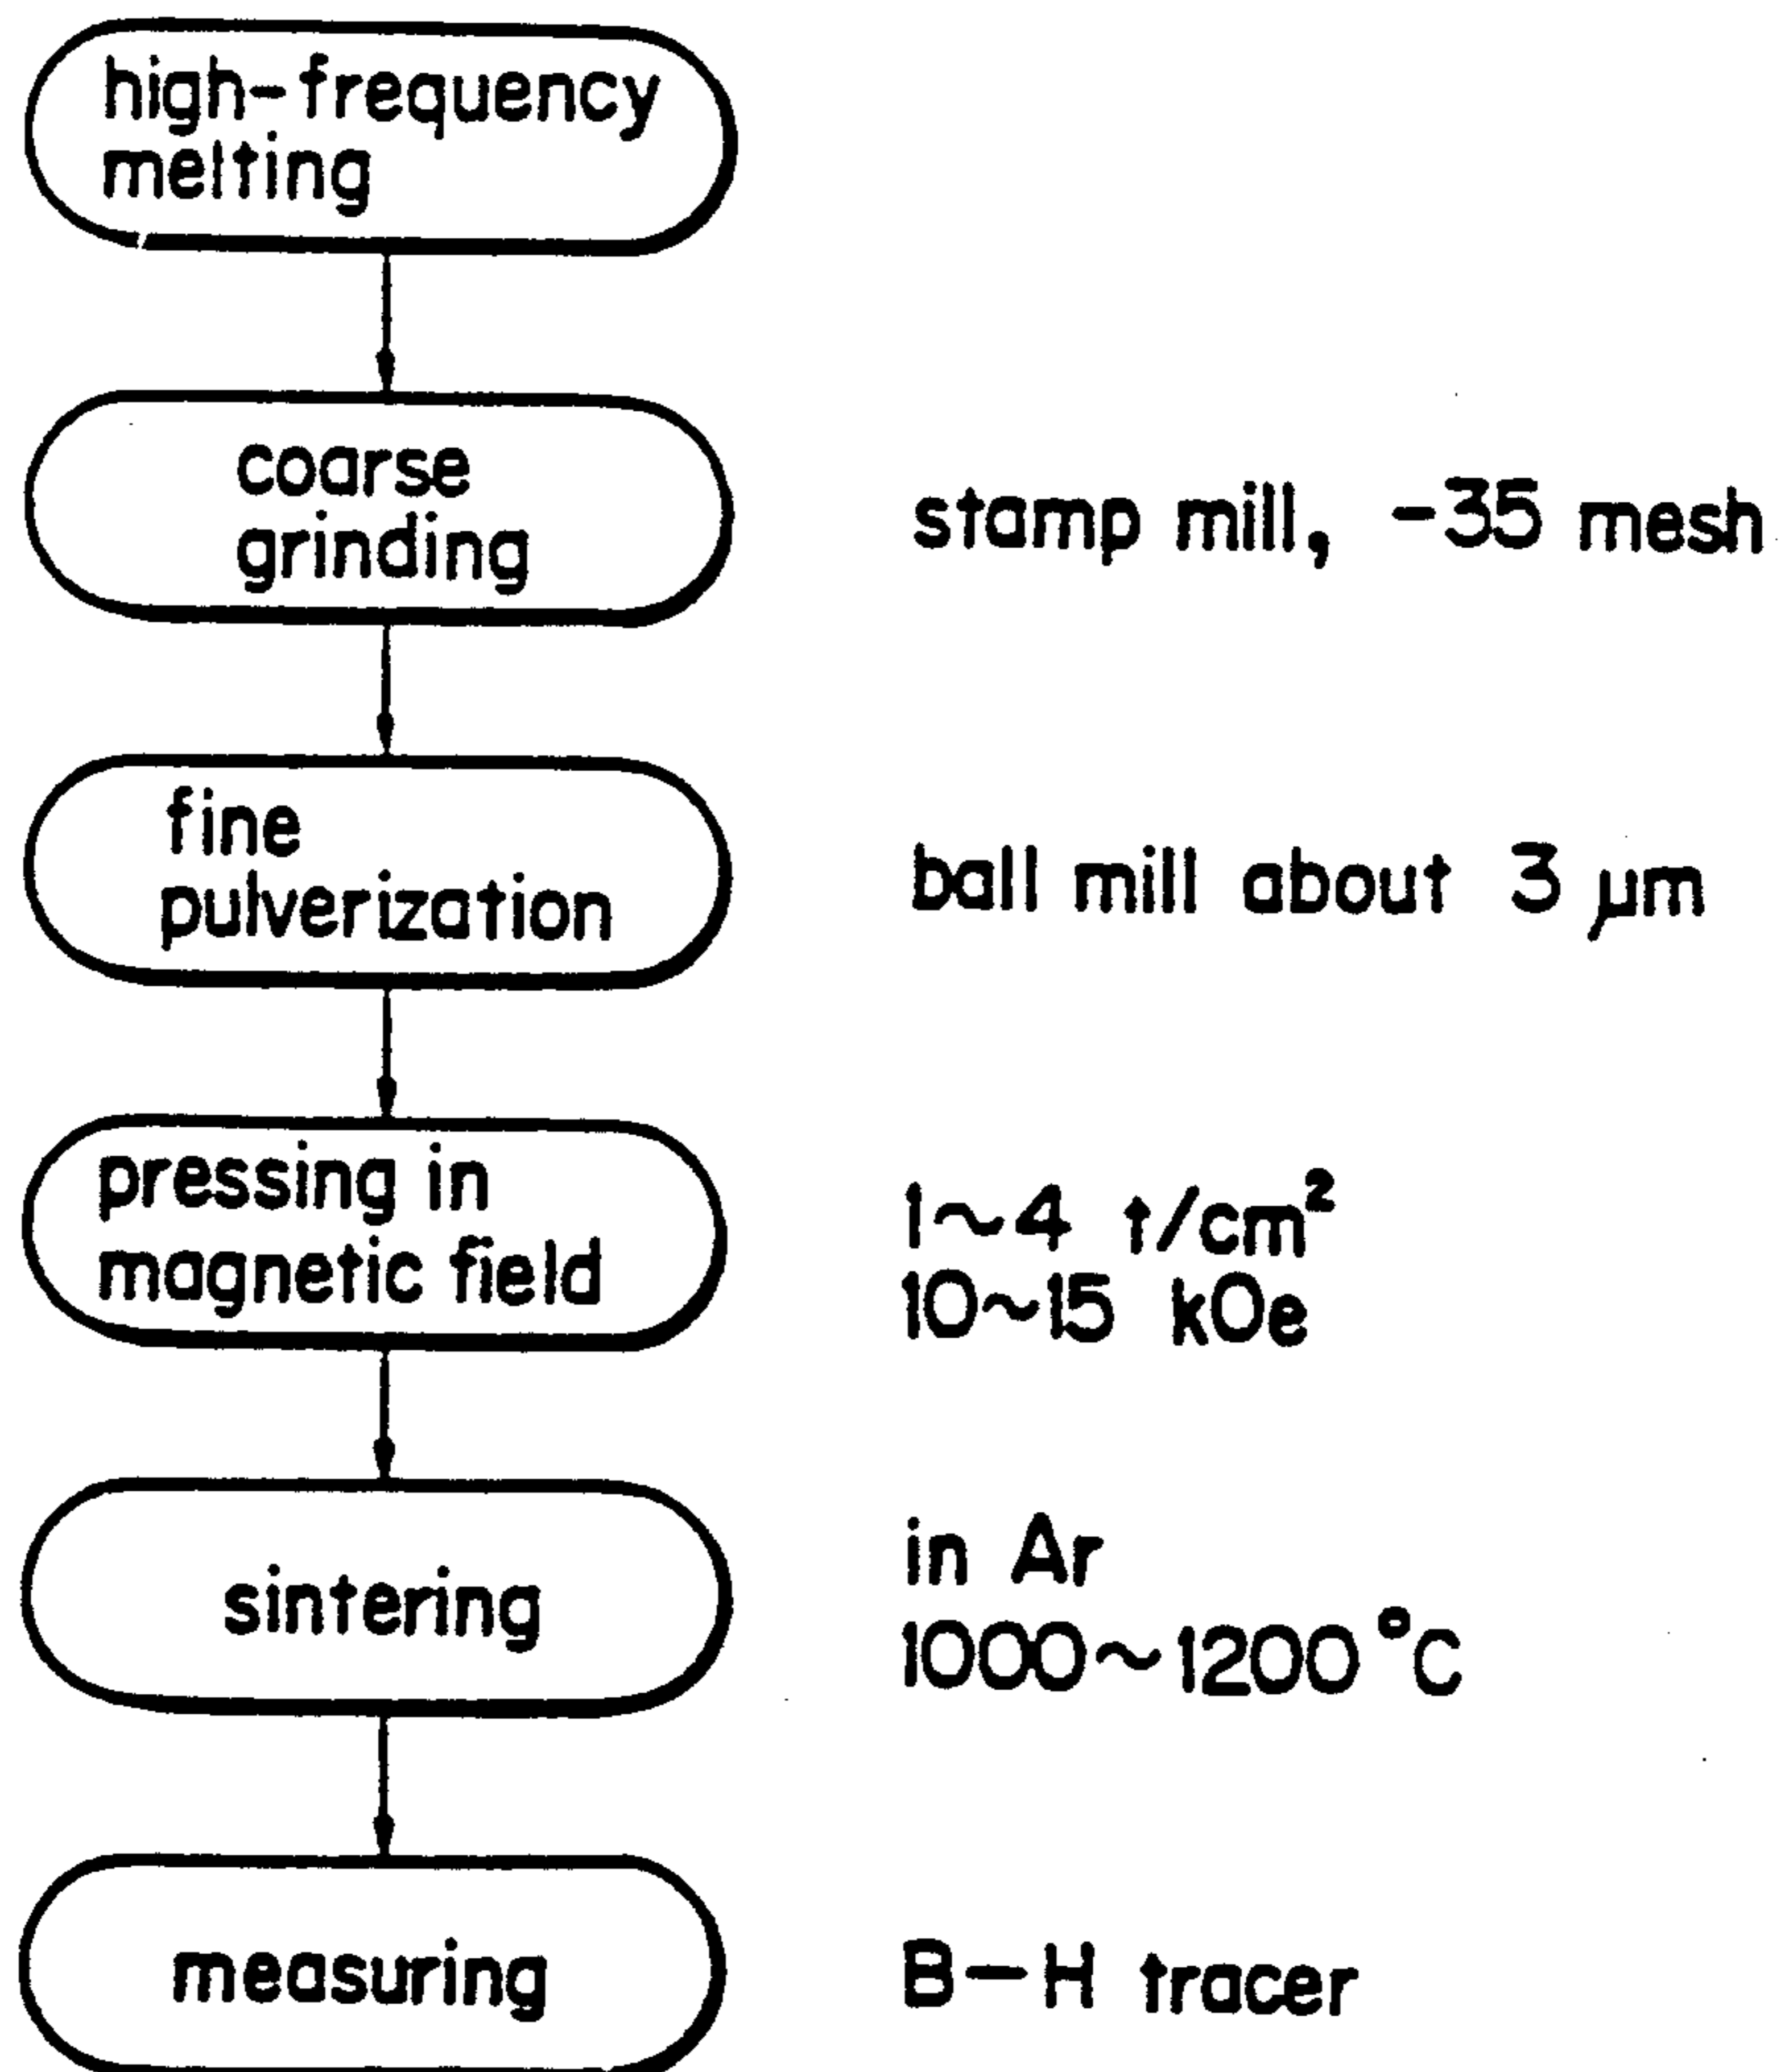 high-frequency
melting
coarse
grinding
stamp mill, -35 mesh
fine
pulverization
ball mill about 3 μm
pressing in
magnetic field
1~4 t/cm²
10~15 kOe
sintering
in Ar
1000~1200°C
measuring
B-H tracer